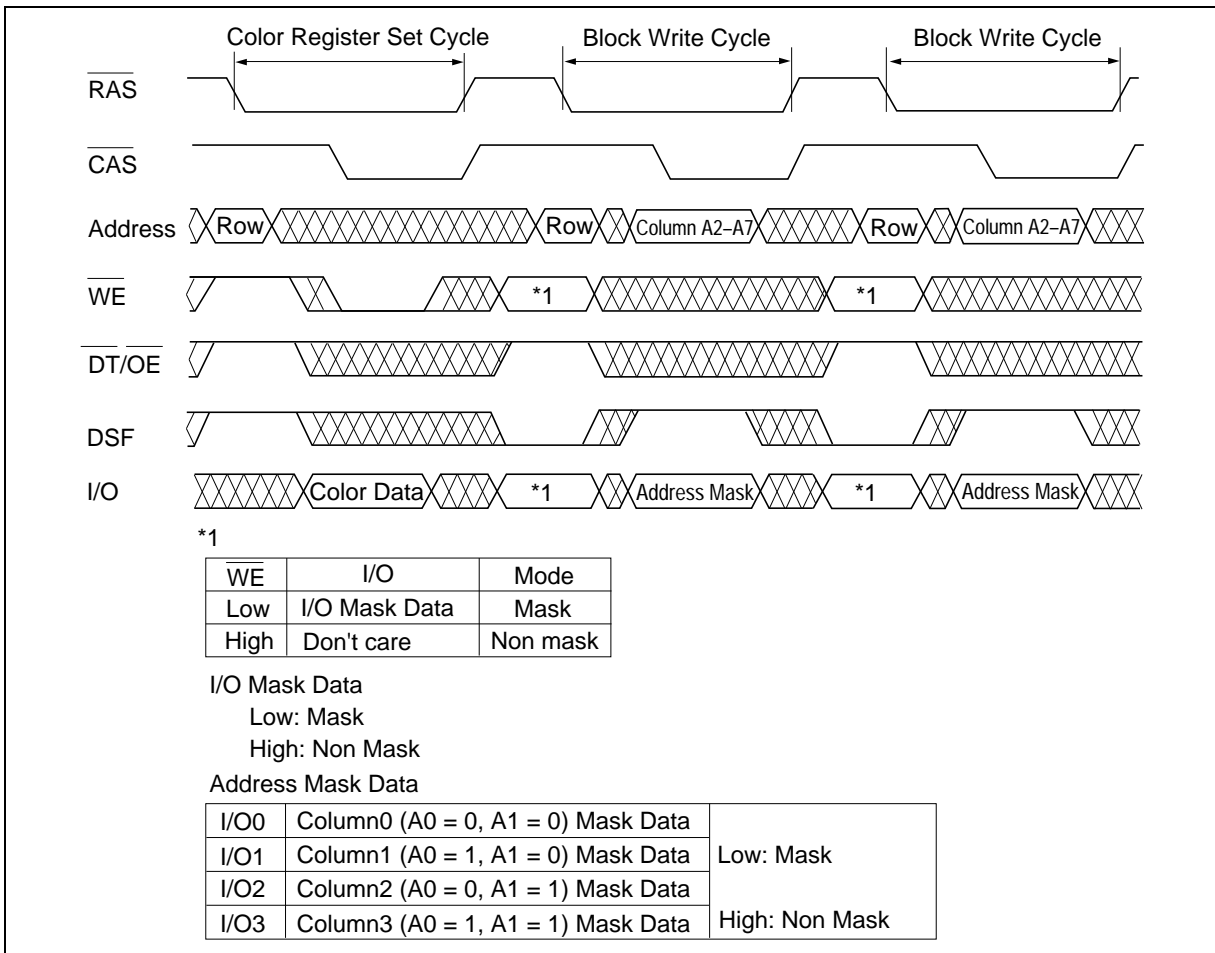 Color Register Set Cycle Block Write Cycle Block Write Cycle
RAS
CAS
Address Row Row Column A2–A7 Row Column A2–A7
WE *1 *1
DT/OE
DSF
I/O Color Data *1 Address Mask *1 Address Mask
*1
WE I/O Mode
Low I/O Mask Data Mask
High Don't care Non mask
I/O Mask Data
Low: Mask
High: Non Mask
Address Mask Data
I/O0 Column0 (A0 = 0, A1 = 0) Mask Data
I/O1 Column1 (A0 = 1, A1 = 0) Mask Data Low: Mask
I/O2 Column2 (A0 = 0, A1 = 1) Mask Data
I/O3 Column3 (A0 = 1, A1 = 1) Mask Data High: Non Mask